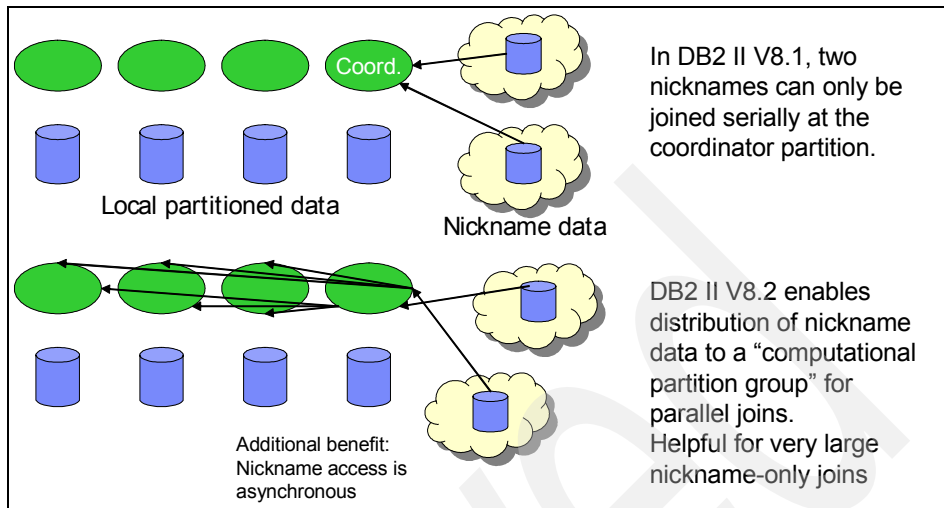 Coord.
In DB2 II V8.1, two
nicknames can only be
joined serially at the
coordinator partition.
Local partitioned data
Nickname data
DB2 II V8.2 enables
distribution of nickname
data to a “computational
partition group” for
parallel joins.
Helpful for very large
nickname-only joins
Additional benefit:
Nickname access is
asynchronous